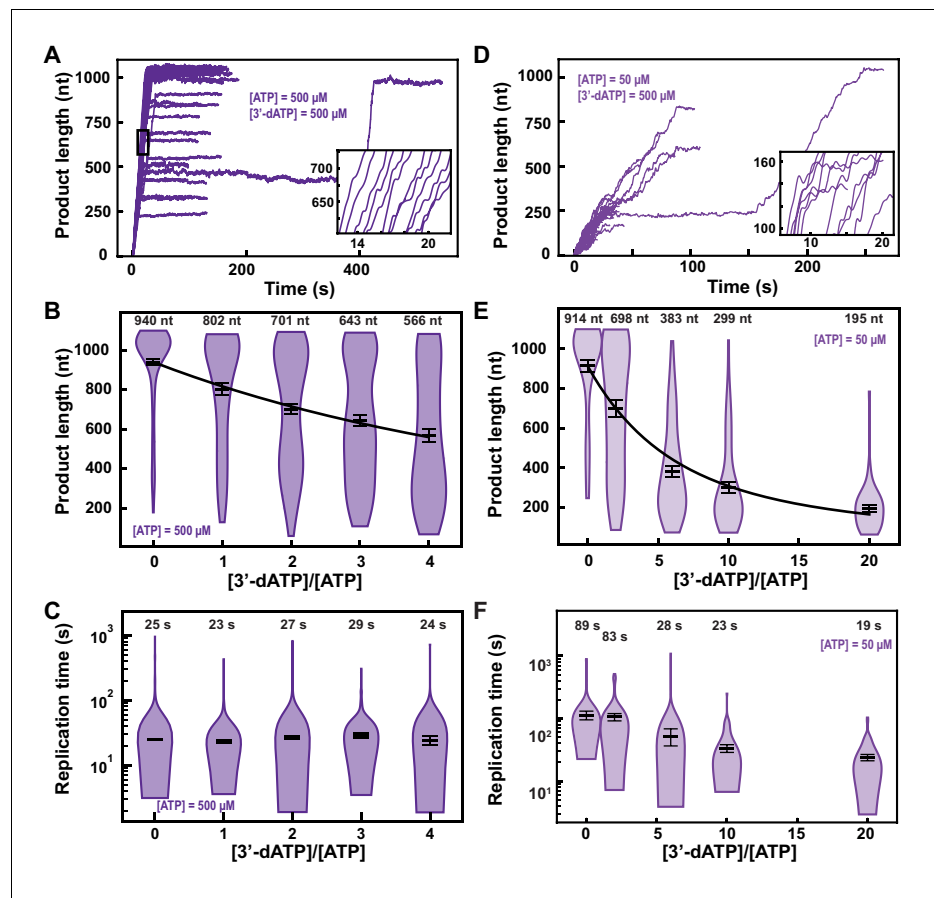 A
Product length (nt)
1000
750
500
250
0
[ATP] = 500 µM
[3'-dATP] = 500 µM
700
650
14
16
20
0
200
400
Time (s)
D
Product length (nt)
1000
750
500
250
0
[ATP] = 50 µM
[3'-dATP] = 500 µM
160
100
10
20
0
50
100
150
200
250
Time (s)
B
940 nt 802 nt 701 nt 643 nt 566 nt
Product length (nt)
1000
800
600
400
200
[ATP] = 500 µM
0 1 2 3 4
[3'-dATP]/[ATP]
E
914 nt 698 nt 383 nt 299 nt 195 nt
[ATP] = 50 µM
Product length (nt)
1000
800
600
400
200
0 5 10 15 20
[3'-dATP]/[ATP]
C
25 s 23 s 27 s 29 s 24 s
Replication time (s)
10³
10²
10¹
[ATP] = 500 µM
0 1 2 3 4
[3'-dATP]/[ATP]
F
89 s 83 s 28 s 23 s 19 s
[ATP] = 50 µM
Replication time (s)
10³
10²
10¹
0 5 10 15 20
[3'-dATP]/[ATP]